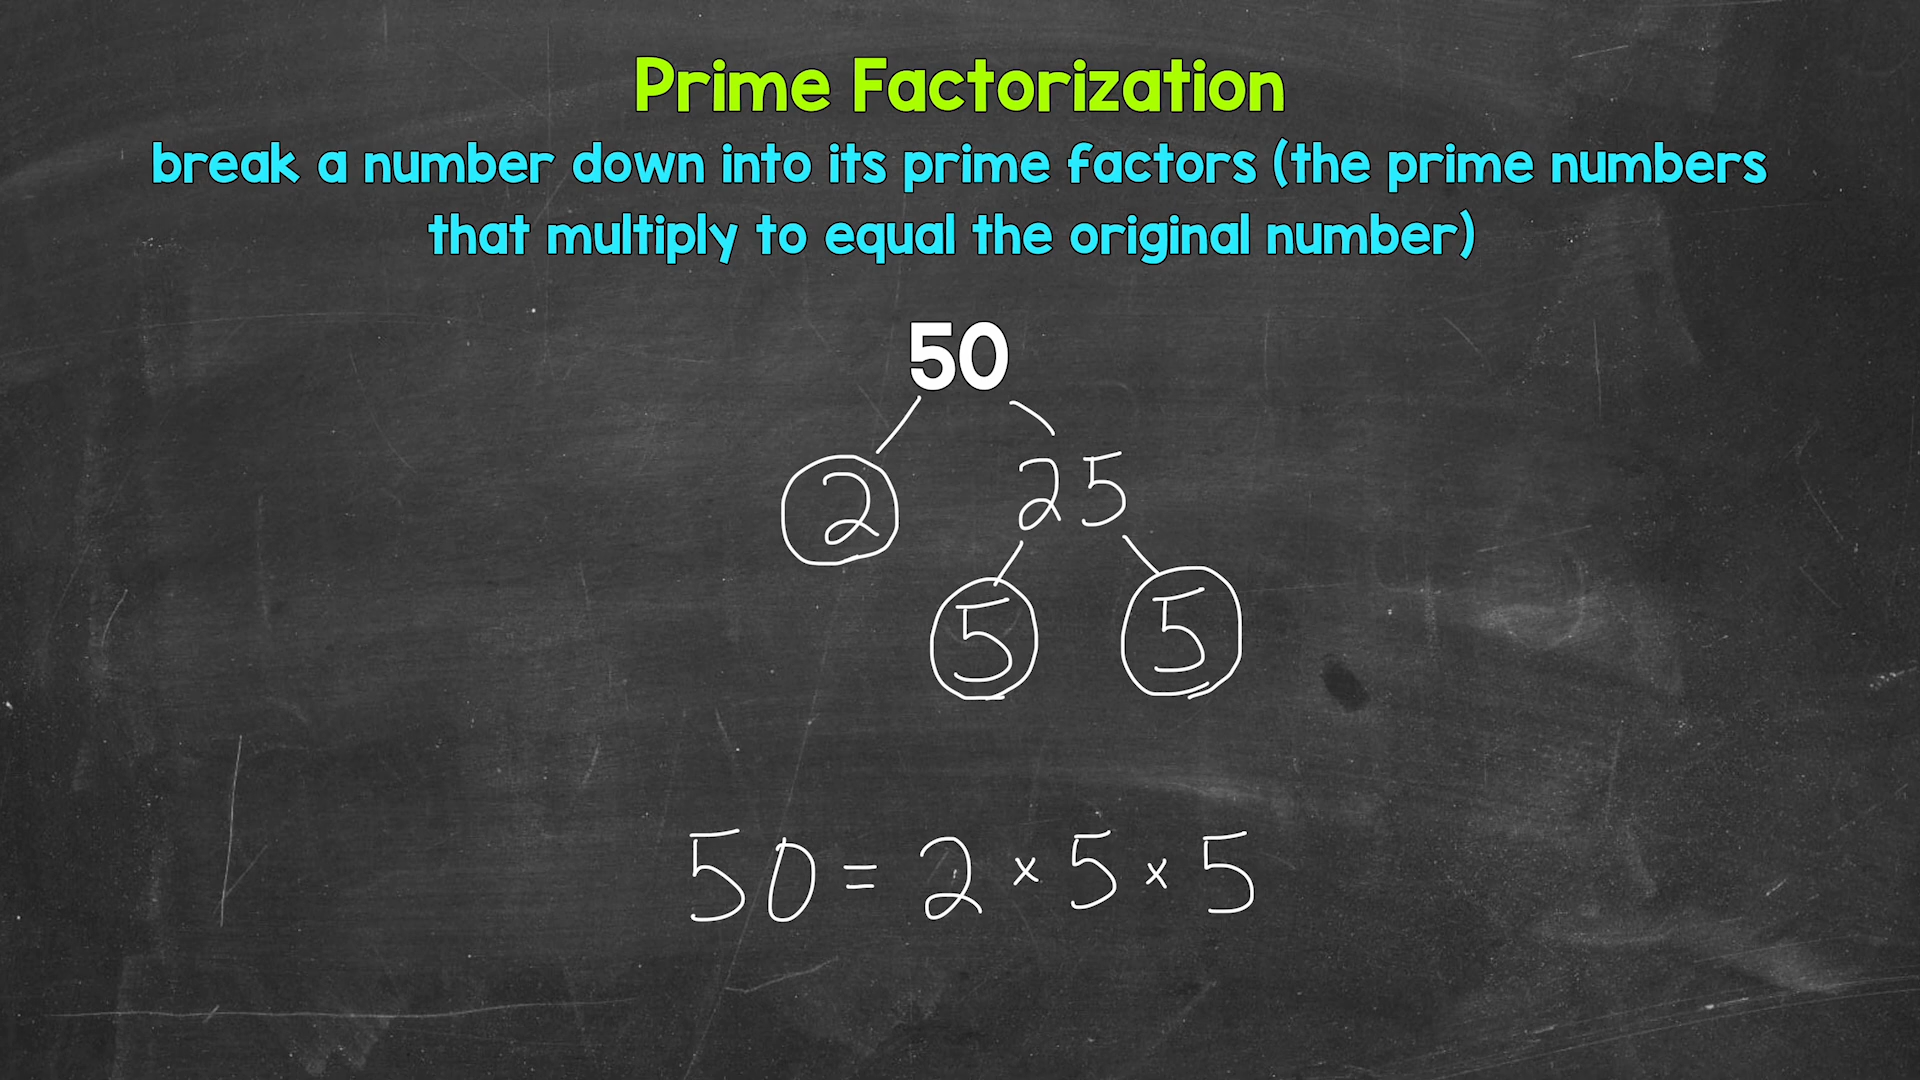 Prime Factorization
break a number down into its prime factors (the prime numbers
that multiply to equal the original number)
50
2 25
5 5
50 = 2 × 5 × 5